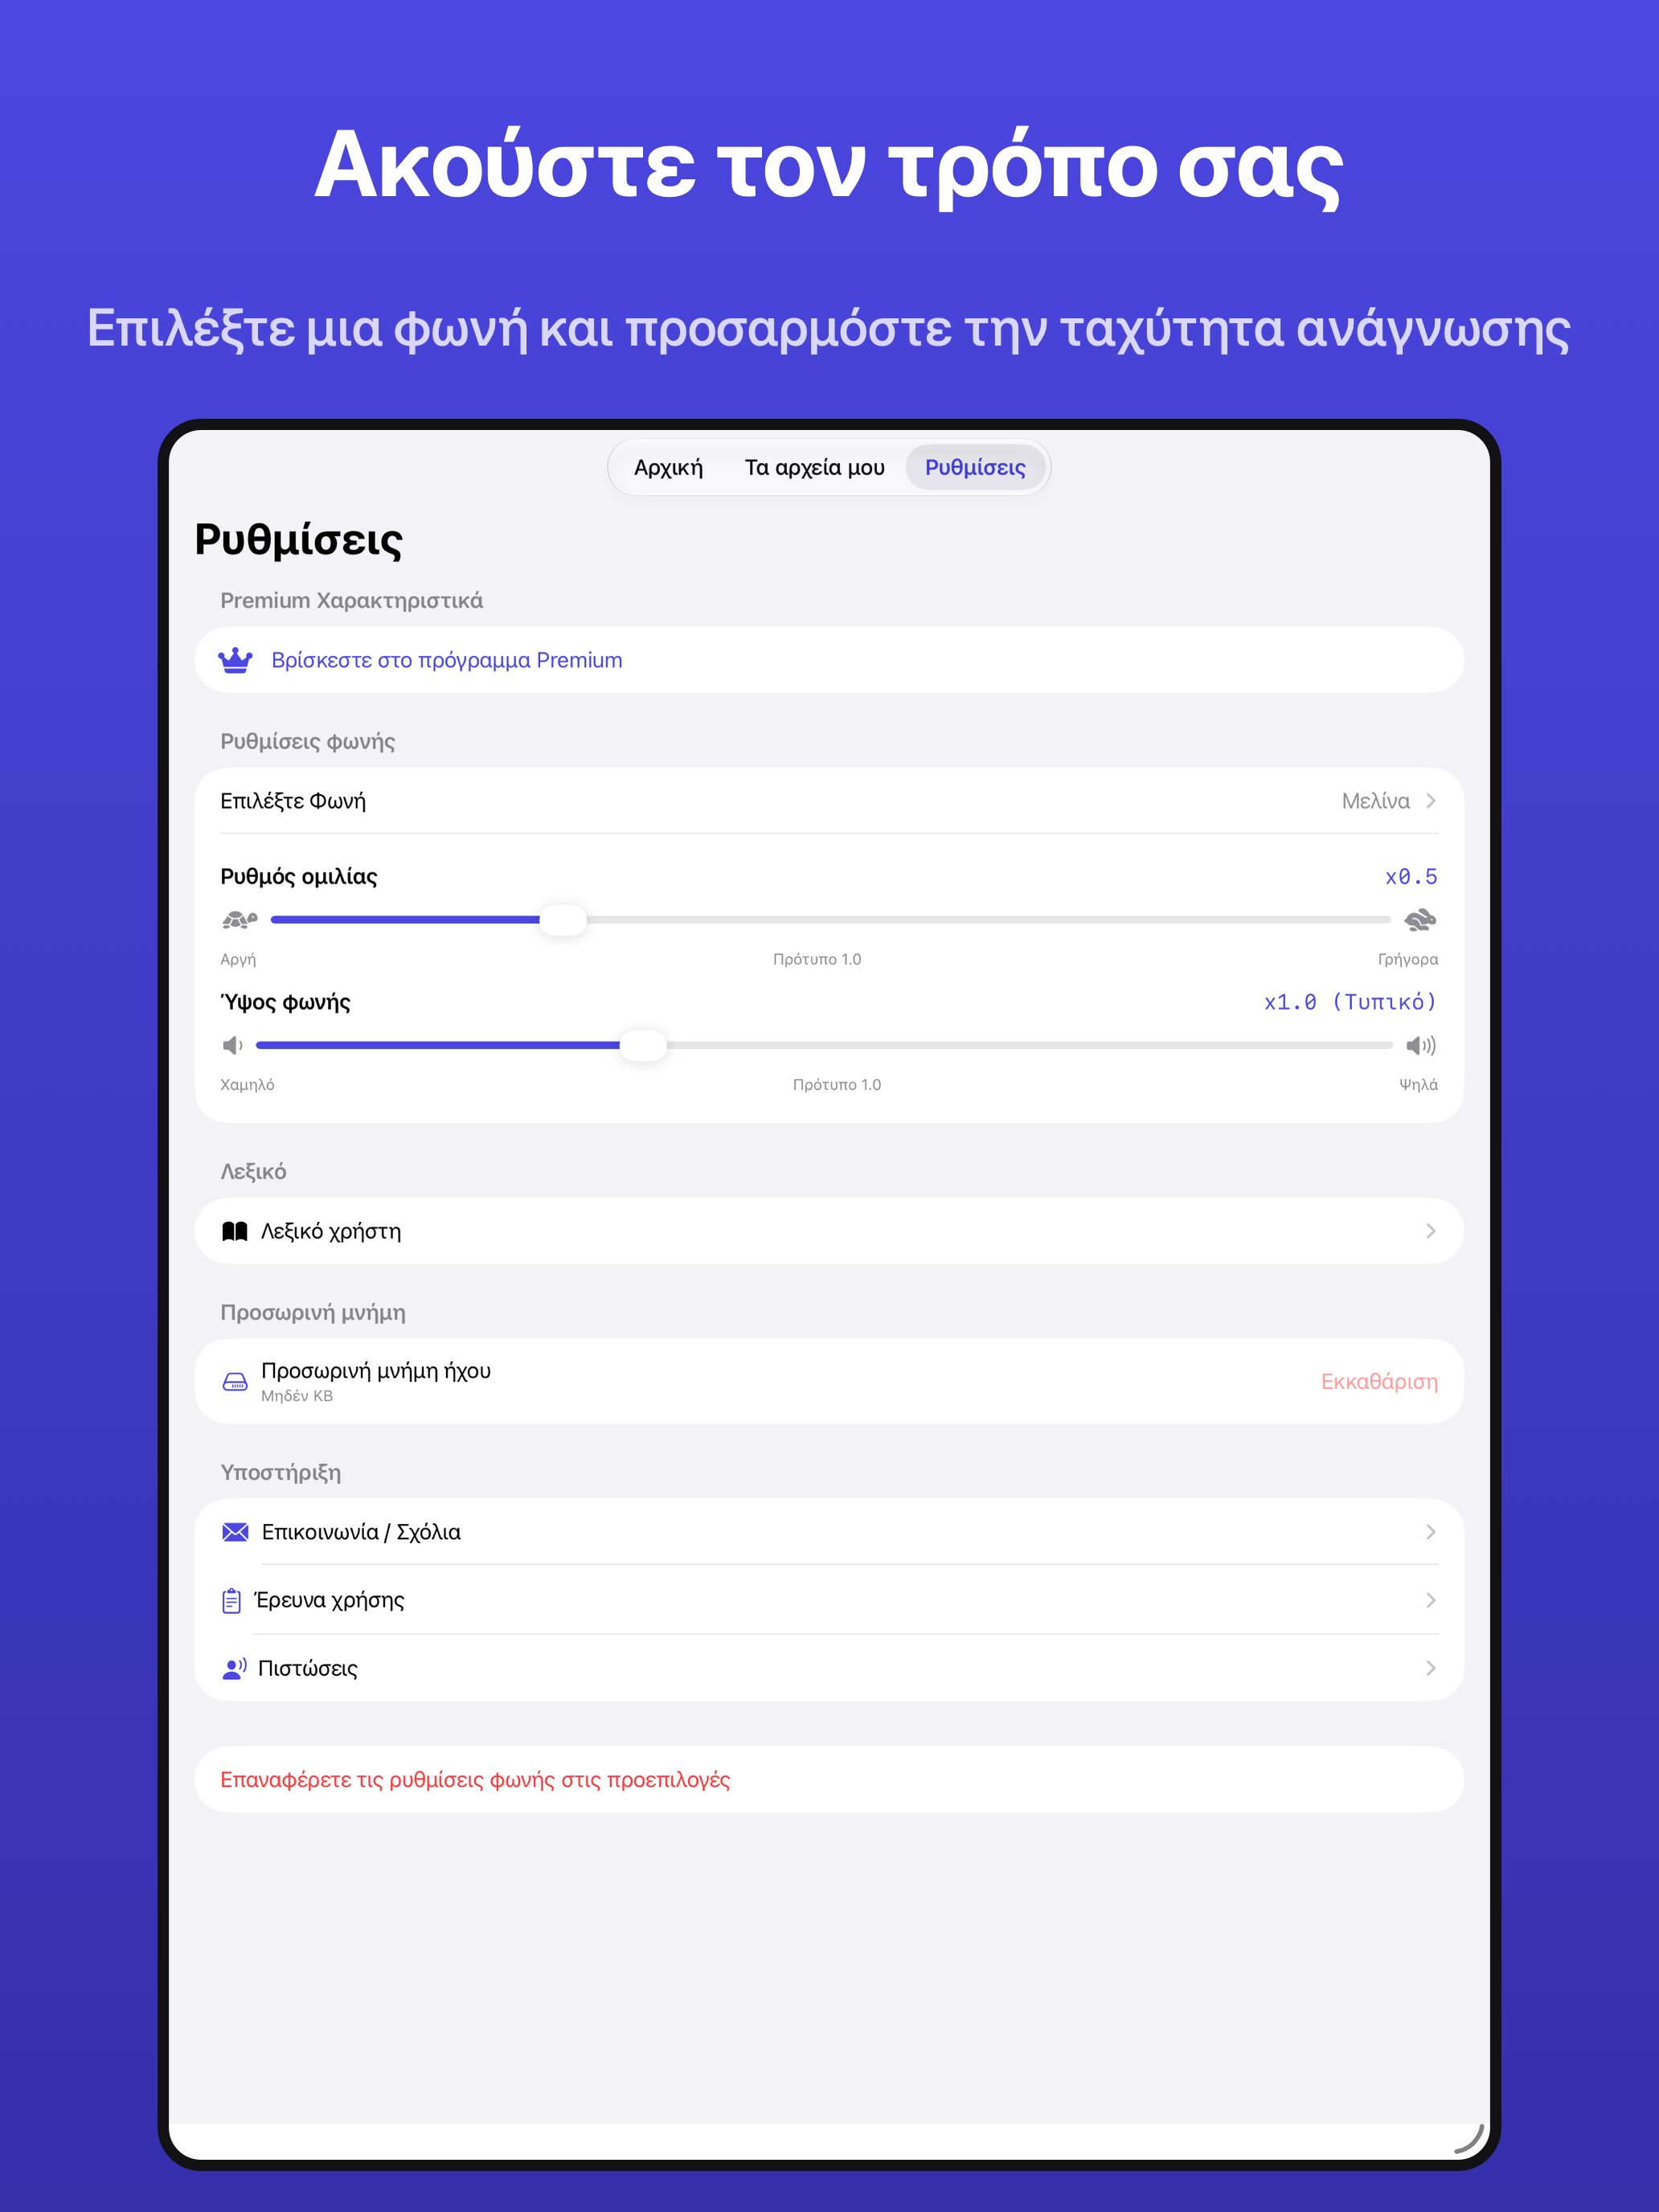 Ακούστε τον τρόπο σας
Επιλέξτε μια φωνή και προσαρμόστε την ταχύτητα ανάγνωσης
Αρχική Τα αρχεία μου Ρυθμίσεις
Ρυθμίσεις
Premium Χαρακτηριστικά
Βρίσκεστε στο πρόγραμμα Premium
Ρυθμίσεις φωνής
Επιλέξτε Φωνή Μελίνα
Ρυθμός ομιλίας x0.5
Αργή Πρότυπο 1.0 Γρήγορα
Ύψος φωνής x1.0 (Τυπικό)
Χαμηλό Πρότυπο 1.0 Ψηλά
Λεξικό
Λεξικό χρήστη
Προσωρινή μνήμη
Προσωρινή μνήμη ήχου
Μηδέν KB
Εκκαθάριση
Υποστήριξη
Επικοινωνία / Σχόλια
Έρευνα χρήσης
Πιστώσεις
Επαναφέρετε τις ρυθμίσεις φωνής στις προεπιλογές